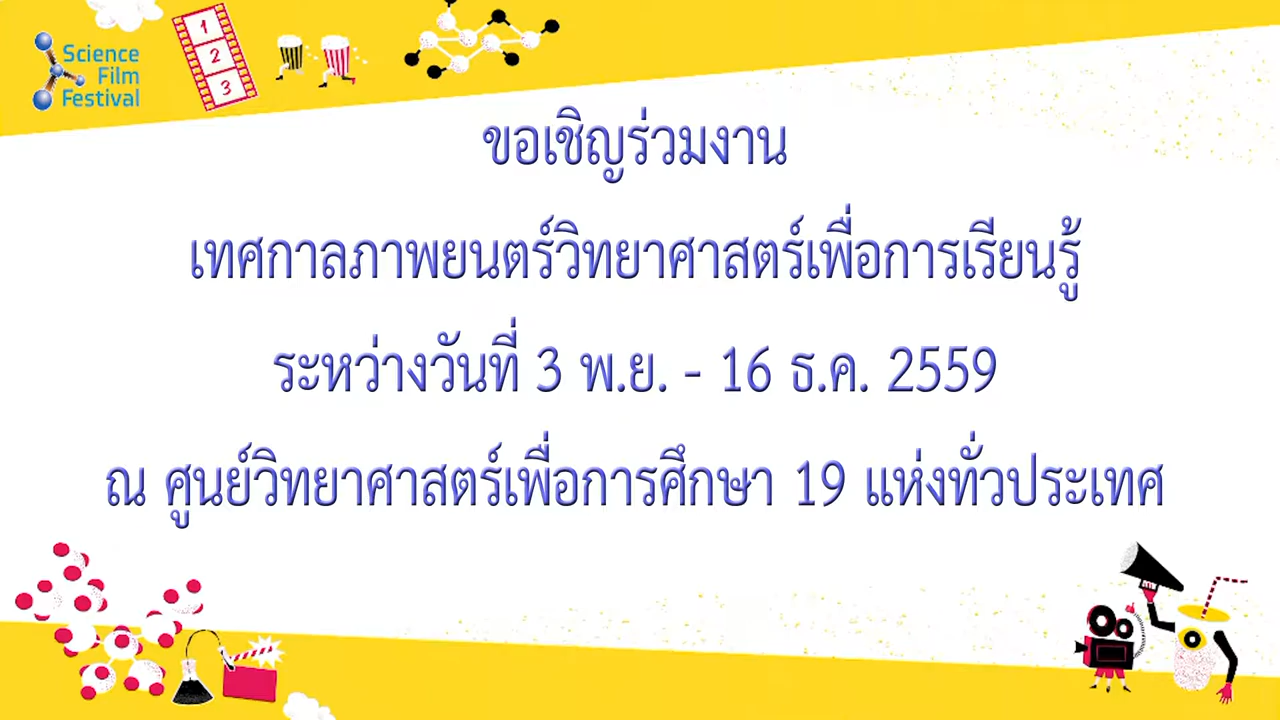 Science
Film
Festival
1
2
3
ขอเชิญร่วมงาน
เทศกาลภาพยนตร์วิทยาศาสตร์เพื่อการเรียนรู้
ระหว่างวันที่ 3 พ.ย. - 16 ธ.ค. 2559
ณ ศูนย์วิทยาศาสตร์เพื่อการศึกษา 19 แห่งทั่วประเทศ